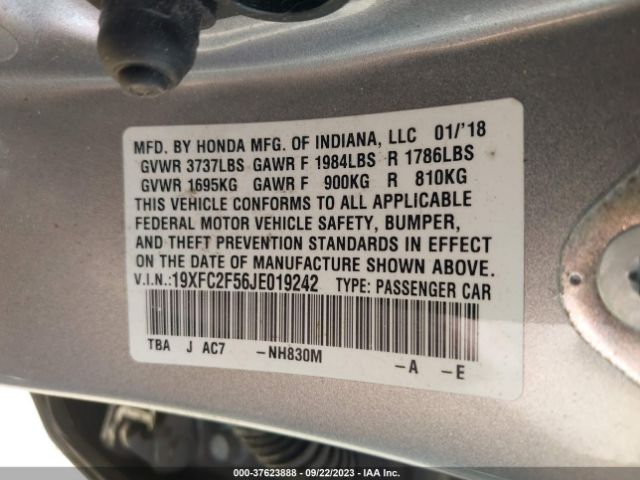 MFD. BY HONDA MFG. OF INDIANA, LLC 01/'18
GVWR 3737LBS GAWR F 1984LBS R 1786LBS
GVWR 1695KG GAWR F 900KG R 810KG
THIS VEHICLE CONFORMS TO ALL APPLICABLE
FEDERAL MOTOR VEHICLE SAFETY, BUMPER,
AND THEFT PREVENTION STANDARDS IN EFFECT
ON THE DATE OF MANUFACTURE SHOWN ABOVE.
V.I.N.:19XFC2F56JE019242 TYPE: PASSENGER CAR
TBA J AC7 -NH830M -A -E
000-37623888 - 09/22/2023 - IAA Inc.